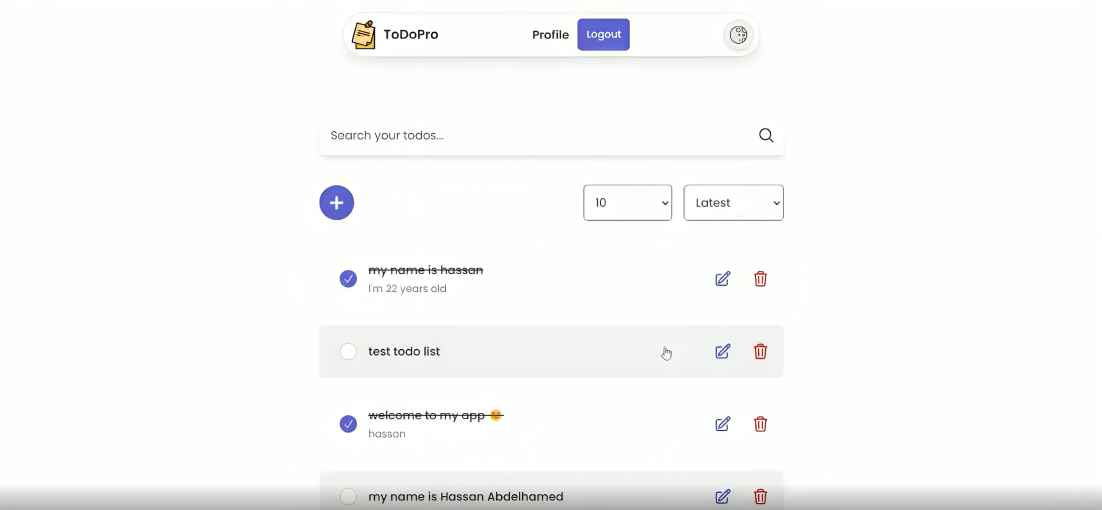 ToDoPro
Profile
Logout
Search your todos...
10
Latest
my name is hassan
I'm 22 years old
test todo list
welcome to my app 😊
hassan
my name is Hassan Abdelhamed